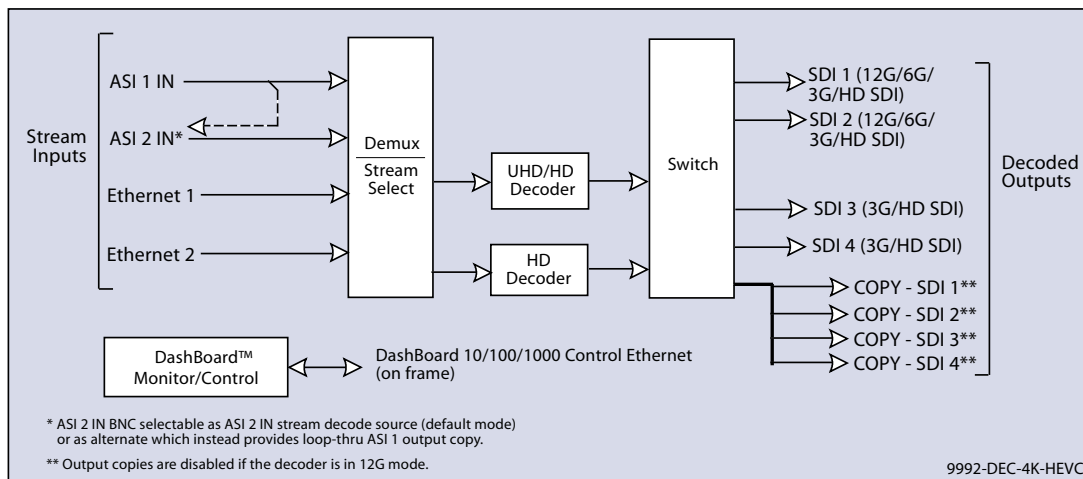 Stream
Inputs
ASI 1 IN
ASI 2 IN*
Ethernet 1
Ethernet 2
Demux
Stream
Select
UHD/HD
Decoder
HD
Decoder
Switch
SDI 1 (12G/6G/
3G/HD SDI)
SDI 2 (12G/6G/
3G/HD SDI)
SDI 3 (3G/HD SDI)
SDI 4 (3G/HD SDI)
COPY - SDI 1**
COPY - SDI 2**
COPY - SDI 3**
COPY - SDI 4**
Decoded
Outputs
DashBoard™
Monitor/Control
DashBoard 10/100/1000 Control Ethernet
(on frame)
* ASI 2 IN BNC selectable as ASI 2 IN stream decode source (default mode)
or as alternate which instead provides loop-thru ASI 1 output copy.
** Output copies are disabled if the decoder is in 12G mode.
9992-DEC-4K-HEVC